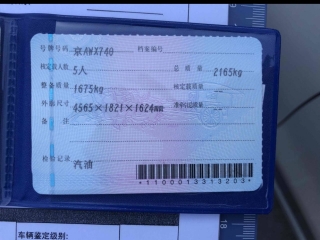 号牌号码 京AWX740 档案编号
核定载人数 5人 总质量 2165kg
整备质量 1675kg 核定载质量 --
外廓尺寸 4565×1821×1624mm 准牵引总质量 --
备注
检验记录 汽油
*1100013313203*
车辆鉴定级别: